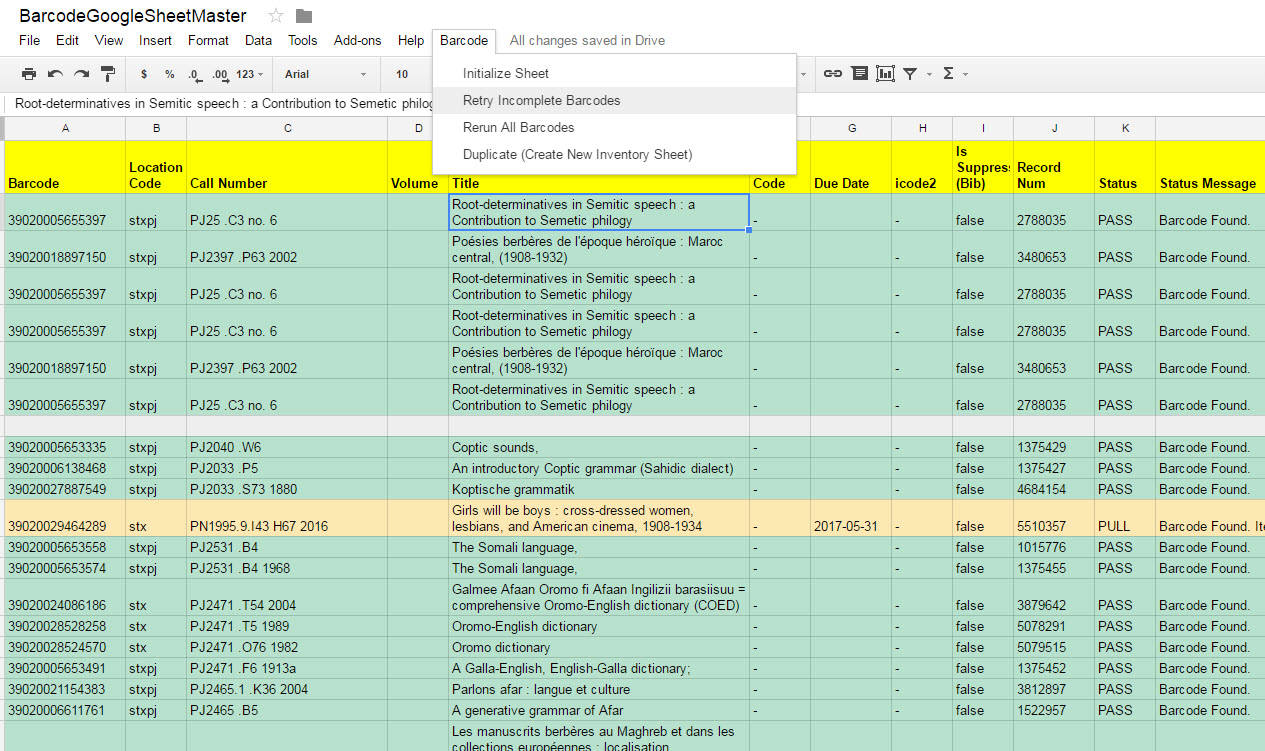 BarcodeGoogleSheetMaster
File Edit View Insert Format Data Tools Add-ons Help Barcode All changes saved in Drive
$ % .0 .00 123 Arial 10 Σ
Initialize Sheet
Retry Incomplete Barcodes
Rerun All Barcodes
Duplicate (Create New Inventory Sheet)
Root-determinatives in Semitic speech : a Contribution to Semetic philog
A B C D G H I J K
Barcode Location Code Call Number Volume Title Code Due Date icode2 Is Suppress (Bib) Record Num Status Status Message
39020005655397 stxpj PJ25 .C3 no. 6 Root-determinatives in Semitic speech : a Contribution to Semetic philogy - - false 2788035 PASS Barcode Found.
39020018897150 stxpj PJ2397 .P63 2002 Poésies berbères de l'époque héroïque : Maroc central, (1908-1932) - - false 3480653 PASS Barcode Found.
39020005655397 stxpj PJ25 .C3 no. 6 Root-determinatives in Semitic speech : a Contribution to Semetic philogy - - false 2788035 PASS Barcode Found.
39020005655397 stxpj PJ25 .C3 no. 6 Root-determinatives in Semitic speech : a Contribution to Semetic philogy - - false 2788035 PASS Barcode Found.
39020018897150 stxpj PJ2397 .P63 2002 Poésies berbères de l'époque héroïque : Maroc central, (1908-1932) - - false 3480653 PASS Barcode Found.
39020005655397 stxpj PJ25 .C3 no. 6 Root-determinatives in Semitic speech : a Contribution to Semetic philogy - - false 2788035 PASS Barcode Found.
39020005653335 stxpj PJ2040 .W6 Coptic sounds, - - false 1375429 PASS Barcode Found.
39020006138468 stxpj PJ2033 .P5 An introductory Coptic grammar (Sahidic dialect) - - false 1375427 PASS Barcode Found.
39020027887549 stxpj PJ2033 .S73 1880 Koptische grammatik - - false 4684154 PASS Barcode Found.
39020029464289 stx PN1995.9.I43 H67 2016 Girls will be boys : cross-dressed women, lesbians, and American cinema, 1908-1934 - 2017-05-31 - false 5510357 PULL Barcode Found. Ite
39020005653558 stxpj PJ2531 .B4 The Somali language, - - false 1015776 PASS Barcode Found.
39020005653574 stxpj PJ2531 .B4 1968 The Somali language, - - false 1375455 PASS Barcode Found.
39020024086186 stx PJ2471 .T54 2004 Galmee Afaan Oromo fi Afaan Ingilizii barasiisuu = comprehensive Oromo-English dictionary (COED) - - false 3879642 PASS Barcode Found.
39020028528258 stx PJ2471 .T5 1989 Oromo-English dictionary - - false 5078291 PASS Barcode Found.
39020028524570 stx PJ2471 .O76 1982 Oromo dictionary - - false 5079515 PASS Barcode Found.
39020005653491 stxpj PJ2471 .F6 1913a A Galla-English, English-Galla dictionary; - - false 1375452 PASS Barcode Found.
39020021154383 stxpj PJ2465.1 .K36 2004 Parlons afar : langue et culture - - false 3812897 PASS Barcode Found.
39020006611761 stxpj PJ2465 .B5 A generative grammar of Afar - - false 1522957 PASS Barcode Found.
Les manuscrits berbères au Maghreb et dans les
collections européennes : localisation